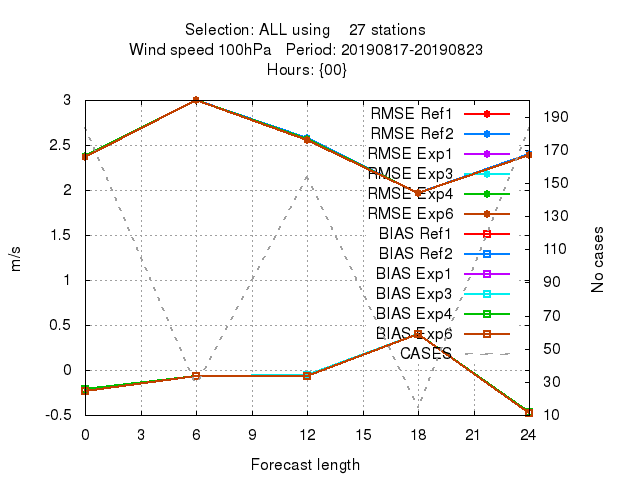 Selection: ALL using    27 stations
Wind speed 100hPa   Period: 20190817-20190823
Hours: {00}
3
2.5
2
1.5
1
0.5
0
-0.5
m/s
RMSE Ref1
RMSE Ref2
RMSE Exp1
RMSE Exp3
RMSE Exp4
RMSE Exp6
BIAS Ref1
BIAS Ref2
BIAS Exp1
BIAS Exp3
BIAS Exp4
BIAS Exp6
CASES
190
170
150
130
110
90
70
50
30
10
No cases
0 3 6 9 12 15 18 21 24
Forecast length